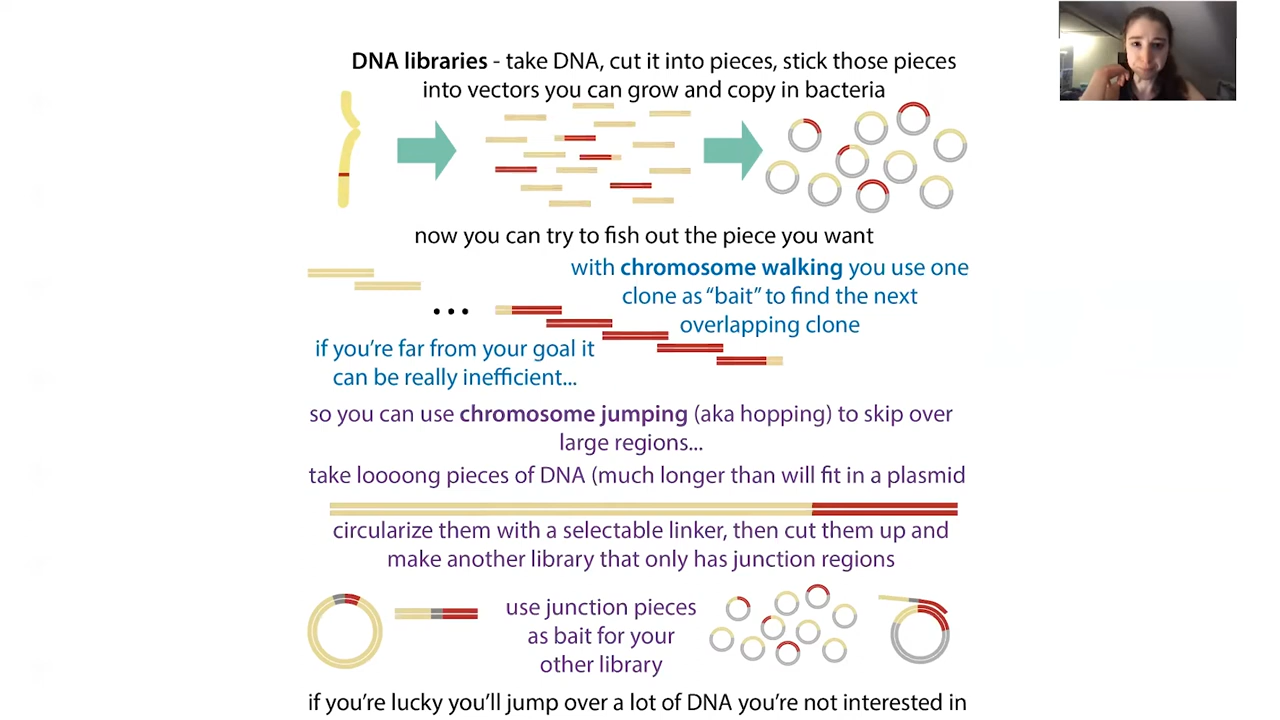 DNA libraries - take DNA, cut it into pieces, stick those pieces
into vectors you can grow and copy in bacteria
now you can try to fish out the piece you want
with chromosome walking you use one
clone as “bait” to find the next
overlapping clone
...
if you’re far from your goal it
can be really inefficient...
so you can use chromosome jumping (aka hopping) to skip over
large regions...
take loooong pieces of DNA (much longer than will fit in a plasmid
circularize them with a selectable linker, then cut them up and
make another library that only has junction regions
use junction pieces
as bait for your
other library
if you’re lucky you’ll jump over a lot of DNA you’re not interested in